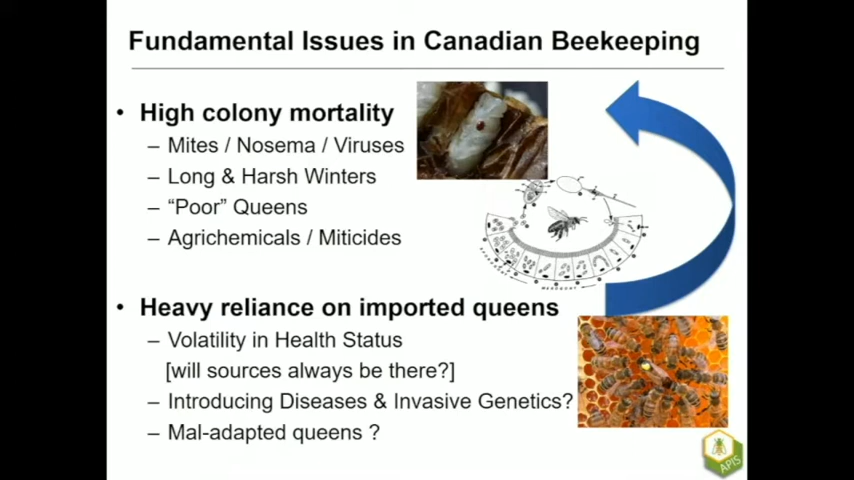 Fundamental Issues in Canadian Beekeeping
• High colony mortality
– Mites / Nosema / Viruses
– Long & Harsh Winters
– “Poor” Queens
– Agrichemicals / Miticides
• Heavy reliance on imported queens
– Volatility in Health Status
[will sources always be there?]
– Introducing Diseases & Invasive Genetics?
– Mal-adapted queens ?
APIS